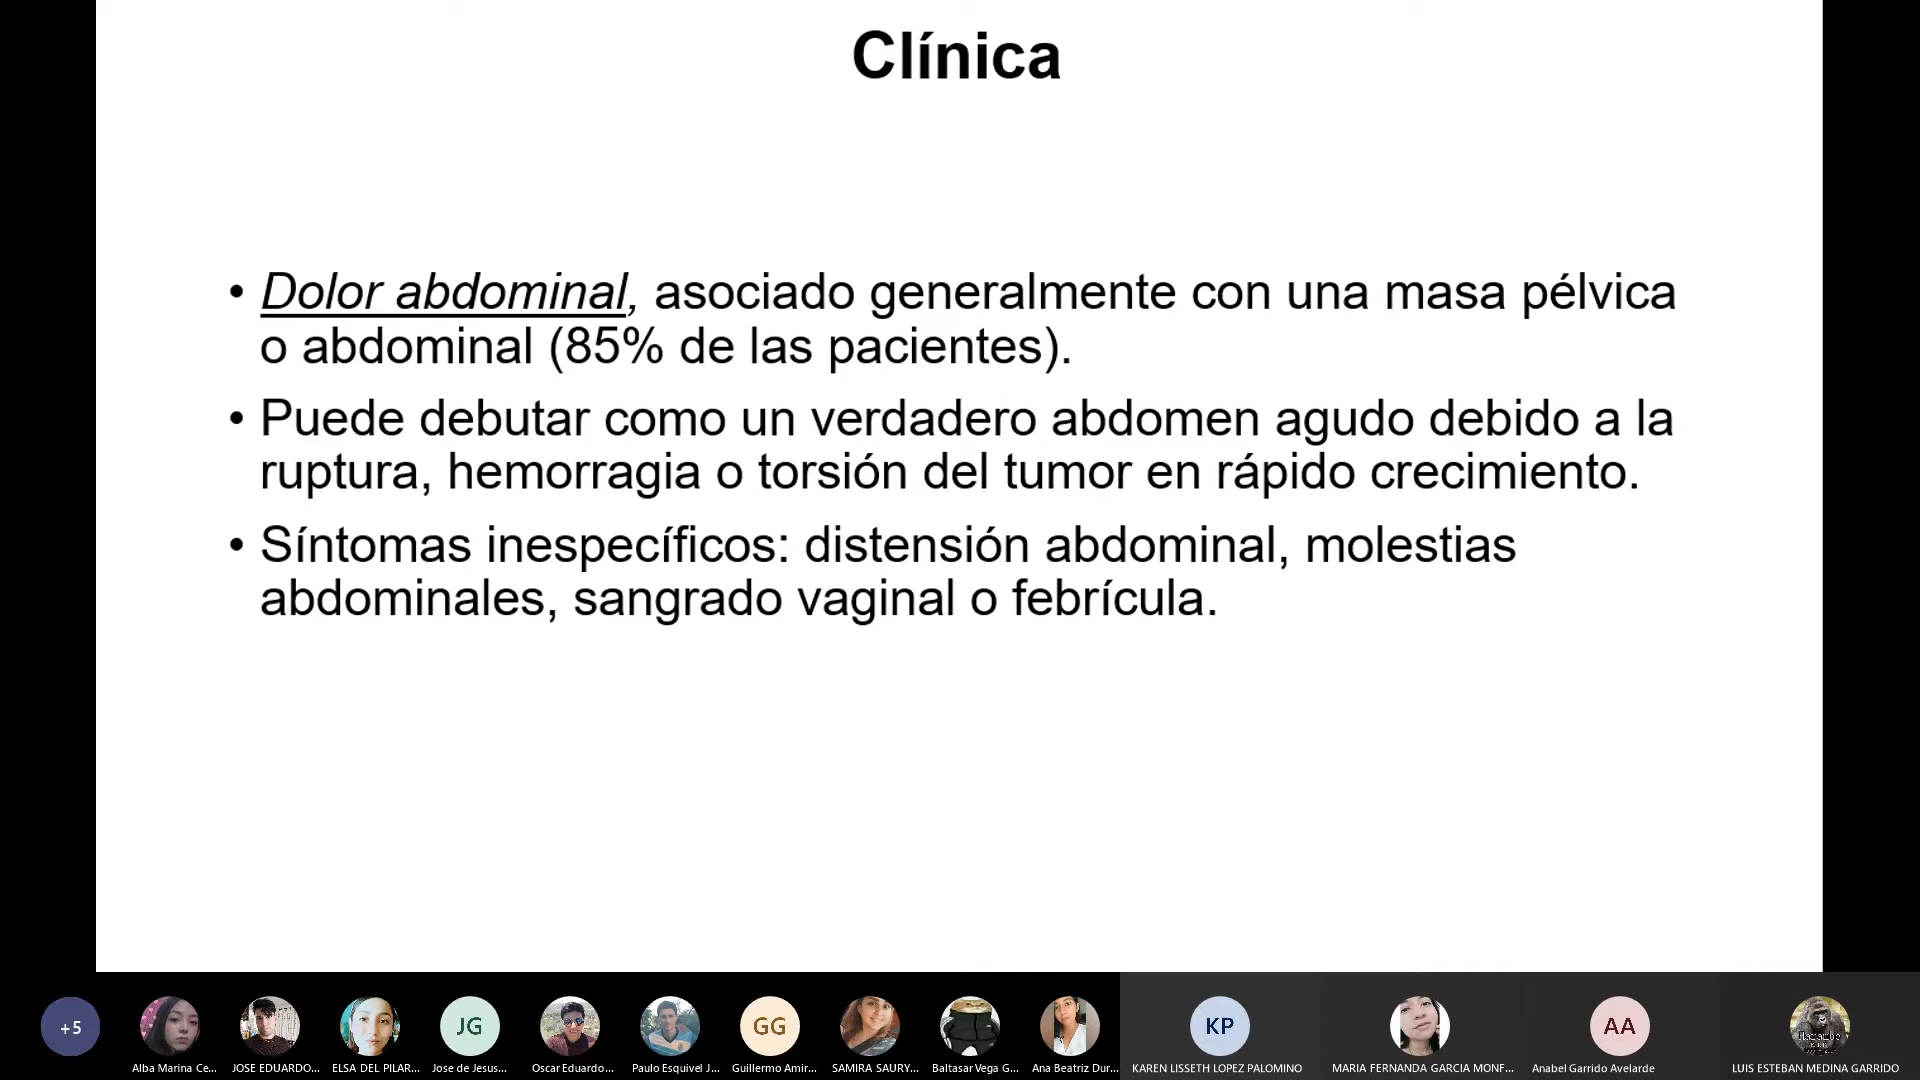 Clínica
• Dolor abdominal, asociado generalmente con una masa pélvica
o abdominal (85% de las pacientes).
• Puede debutar como un verdadero abdomen agudo debido a la
ruptura, hemorragia o torsión del tumor en rápido crecimiento.
• Síntomas inespecíficos: distensión abdominal, molestias
abdominales, sangrado vaginal o febrícula.
+5
JG
GG
KP
AA
Alba Marina Ce...
JOSE EDUARDO...
ELSA DEL PILAR...
Jose de Jesus...
Oscar Eduardo...
Paulo Esquivel J...
Guillermo Amir...
SAMIRA SAURY...
Baltasar Vega G...
Ana Beatriz Dur...
KAREN LISSETH LOPEZ PALOMINO
MARIA FERNANDA GARCIA MONF...
Anabel Garrido Avelarde
LUIS ESTEBAN MEDINA GARRIDO